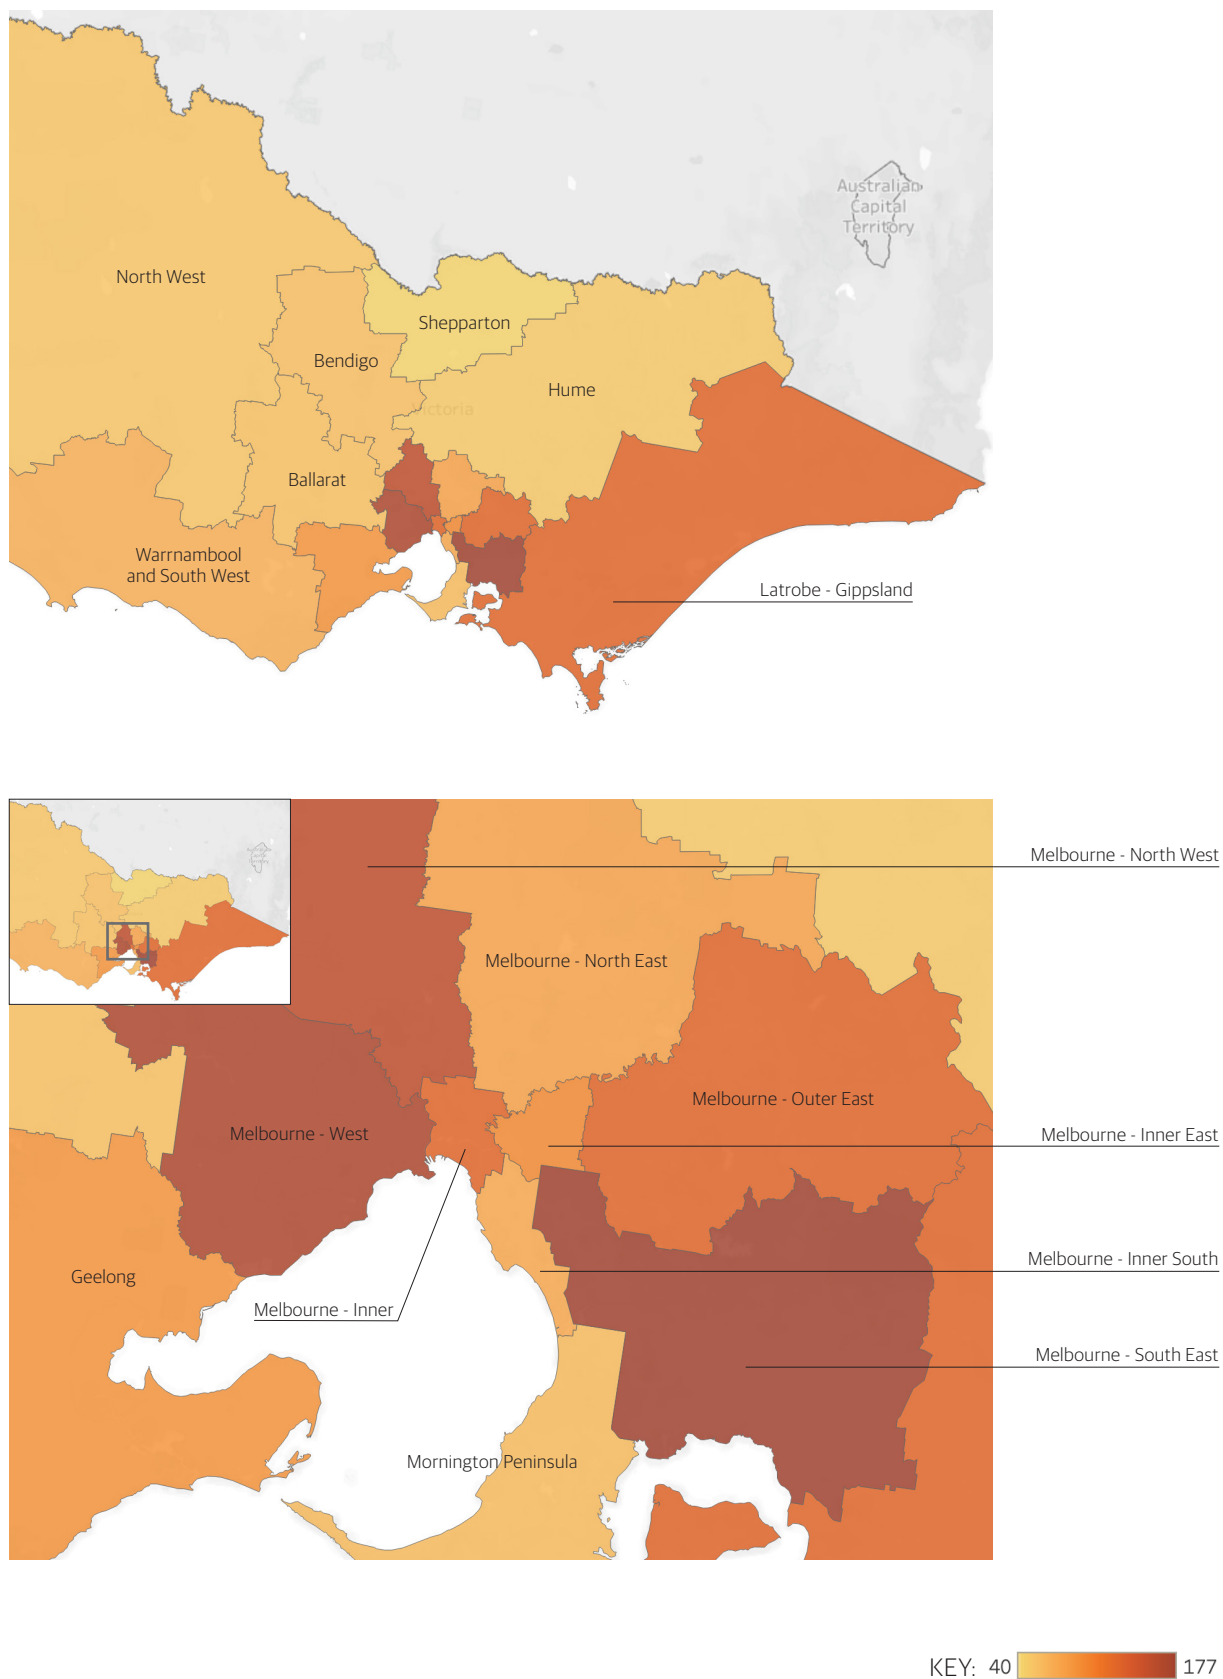 Australian
Capital
Territory
North West
Shepparton
Bendigo
Hume
Victoria
Ballarat
Warrnambool
and South West
Latrobe - Gippsland
Melbourne - North West
Melbourne - North East
Melbourne - Outer East
Melbourne - West
Melbourne - Inner East
Melbourne - Inner South
Geelong
Melbourne - Inner
Melbourne - South East
Mornington Peninsula
KEY: 40 177